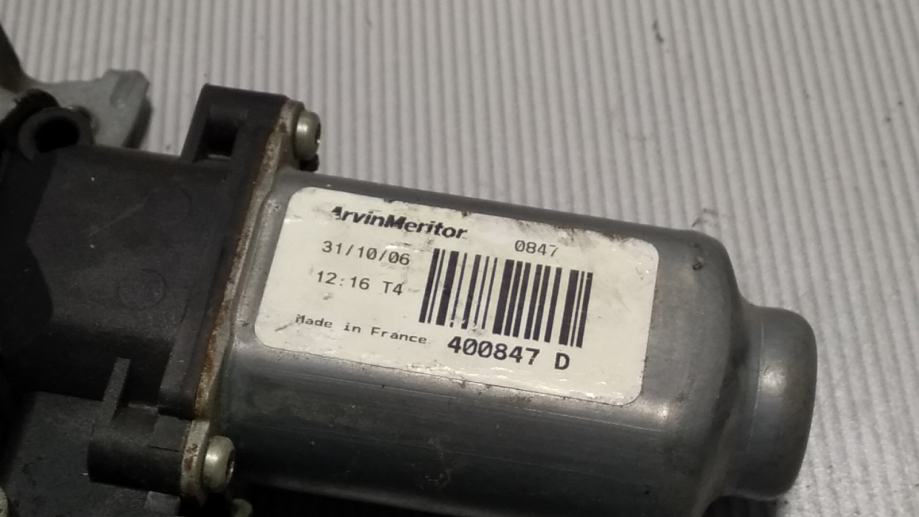 ArvinMeritor
0847
31/10/06
12:16 T4
Made in France
400847 D